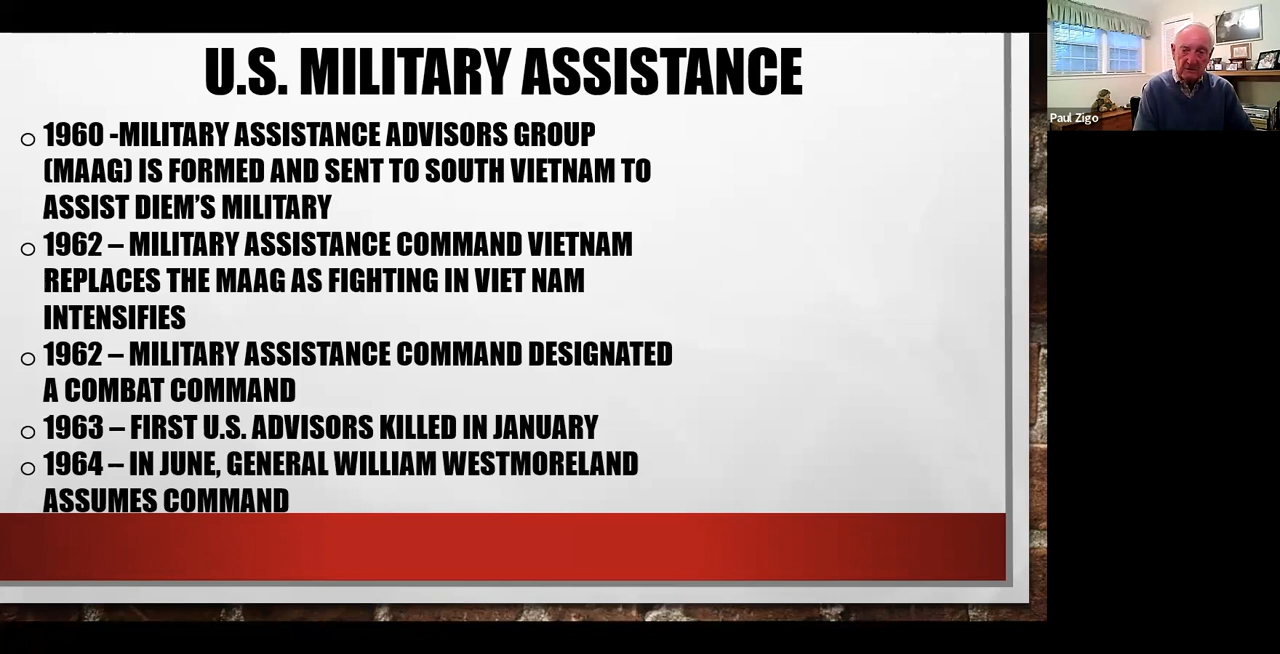 U.S. MILITARY ASSISTANCE
1960 -MILITARY ASSISTANCE ADVISORS GROUP
(MAAG) IS FORMED AND SENT TO SOUTH VIETNAM TO
ASSIST DIEM'S MILITARY
1962 – MILITARY ASSISTANCE COMMAND VIETNAM
REPLACES THE MAAG AS FIGHTING IN VIET NAM
INTENSIFIES
1962 – MILITARY ASSISTANCE COMMAND DESIGNATED
A COMBAT COMMAND
1963 – FIRST U.S. ADVISORS KILLED IN JANUARY
1964 – IN JUNE, GENERAL WILLIAM WESTMORELAND
ASSUMES COMMAND
Paul Zigo